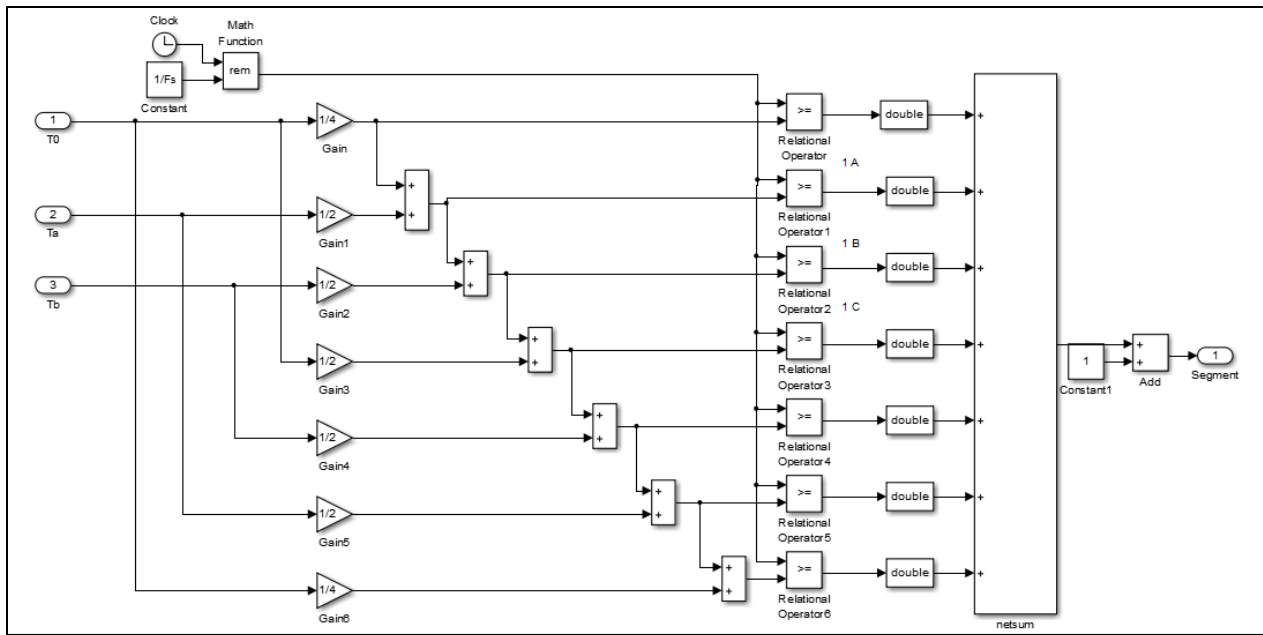 Clock
Math
Function
rem
1/Fs
Constant
1
T0
1/4
Gain
+
+
>=
Relational
Operator
double
+
1 A
2
Ta
1/2
Gain1
+
+
>=
Relational
Operator1
double
+
1 B
3
Tb
1/2
Gain2
+
+
>=
Relational
Operator2
double
+
1 C
1/2
Gain3
+
+
>=
Relational
Operator3
double
+
1
Constant1
+
+
Add
1
Segment
1/2
Gain4
+
+
>=
Relational
Operator4
double
+
1/2
Gain5
+
+
>=
Relational
Operator5
double
+
1/4
Gain6
>=
Relational
Operator6
double
+
netsum